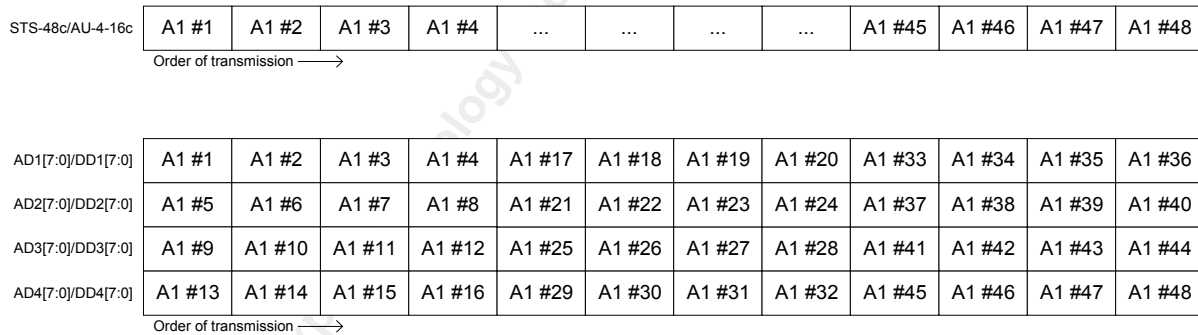 STS-48c/AU-4-16c A1 #1 A1 #2 A1 #3 A1 #4 ... ... ... ... A1 #45 A1 #46 A1 #47 A1 #48
Order of transmission
AD1[7:0]/DD1[7:0] A1 #1 A1 #2 A1 #3 A1 #4 A1 #17 A1 #18 A1 #19 A1 #20 A1 #33 A1 #34 A1 #35 A1 #36
AD2[7:0]/DD2[7:0] A1 #5 A1 #6 A1 #7 A1 #8 A1 #21 A1 #22 A1 #23 A1 #24 A1 #37 A1 #38 A1 #39 A1 #40
AD3[7:0]/DD3[7:0] A1 #9 A1 #10 A1 #11 A1 #12 A1 #25 A1 #26 A1 #27 A1 #28 A1 #41 A1 #42 A1 #43 A1 #44
AD4[7:0]/DD4[7:0] A1 #13 A1 #14 A1 #15 A1 #16 A1 #29 A1 #30 A1 #31 A1 #32 A1 #45 A1 #46 A1 #47 A1 #48
Order of transmission